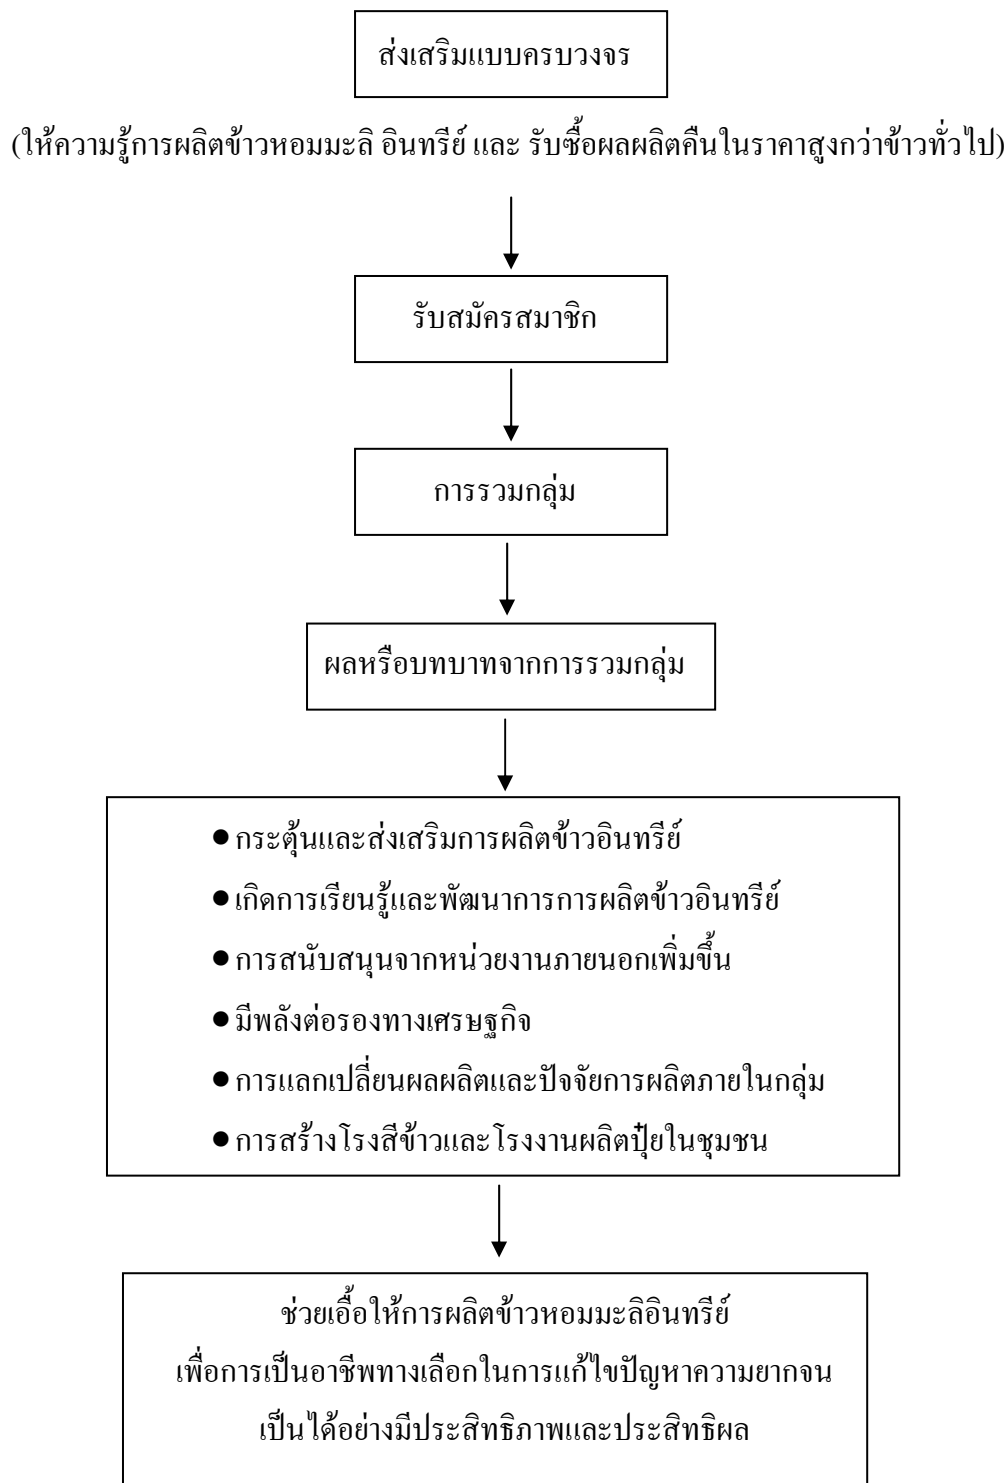 ส่งเสริมแบบครบวงจร
(ให้ความรู้การผลิตข้าวหอมมะลิ อินทรีย์ และ รับซื้อผลผลิตคืนในราคาสูงกว่าข้าวทั่วไป)
รับสมัครสมาชิก
การรวมกลุ่ม
ผลหรือบทบาทจากการรวมกลุ่ม
● กระตุ้นและส่งเสริมการผลิตข้าวอินทรีย์
● เกิดการเรียนรู้และพัฒนาการการผลิตข้าวอินทรีย์
● การสนับสนุนจากหน่วยงานภายนอกเพิ่มขึ้น
● มีพลังต่อรองทางเศรษฐกิจ
● การแลกเปลี่ยนผลผลิตและปัจจัยการผลิตภายในกลุ่ม
● การสร้างโรงสีข้าวและโรงงานผลิตปุ๋ยในชุมชน
ช่วยเอื้อให้การผลิตข้าวหอมมะลิอินทรีย์
เพื่อการเป็นอาชีพทางเลือกในการแก้ไขปัญหาความยากจน
เป็นได้อย่างมีประสิทธิภาพและประสิทธิผล